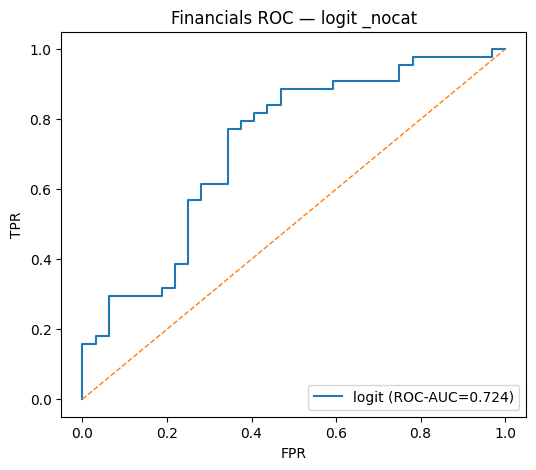 Financials ROC — logit _nocat
TPR
1.0
0.8
0.6
0.4
0.2
0.0
logit (ROC-AUC=0.724)
0.0 0.2 0.4 0.6 0.8 1.0
FPR